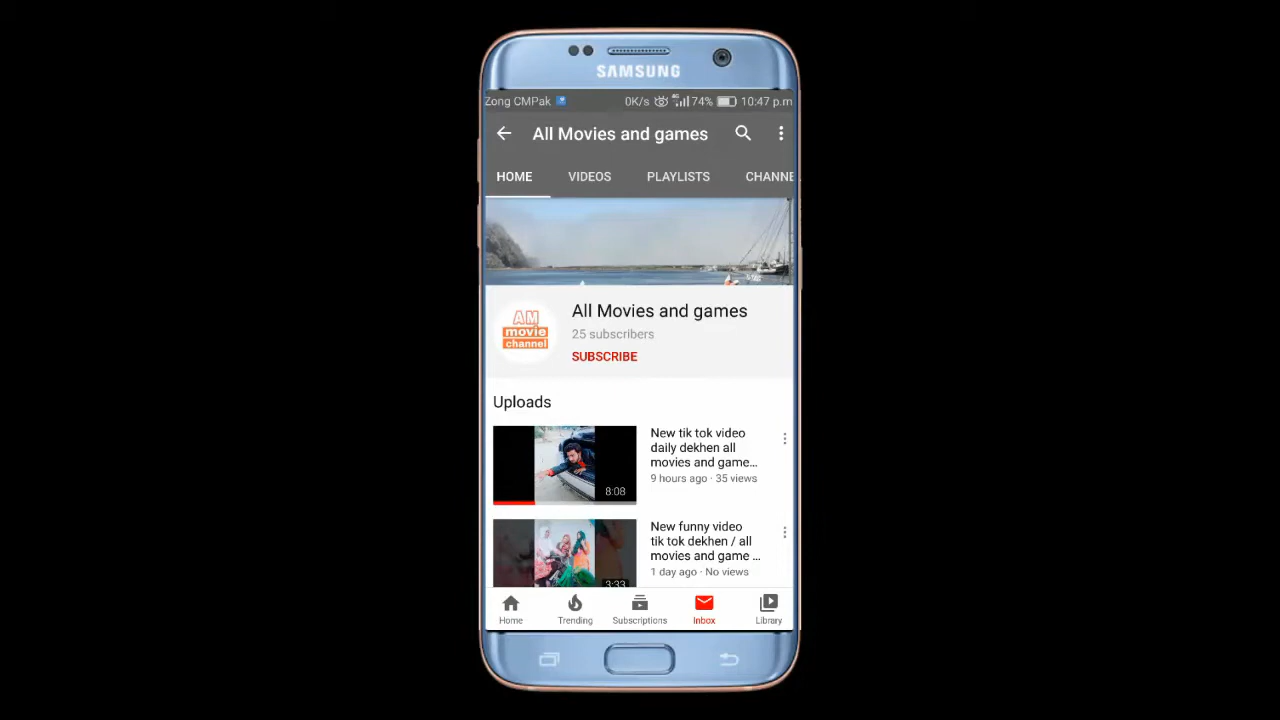 SAMSUNG
Zong CMPak 0K/s 4G 74% 10:47 p.m
All Movies and games
HOME VIDEOS PLAYLISTS CHANNE
AM
movie
channel
All Movies and games
25 subscribers
SUBSCRIBE
Uploads
New tik tok video
daily dekhen all
movies and game...
9 hours ago · 35 views
8:08
New funny video
tik tok dekhen / all
movies and game ...
1 day ago · No views
3:33
Home Trending Subscriptions Inbox Library